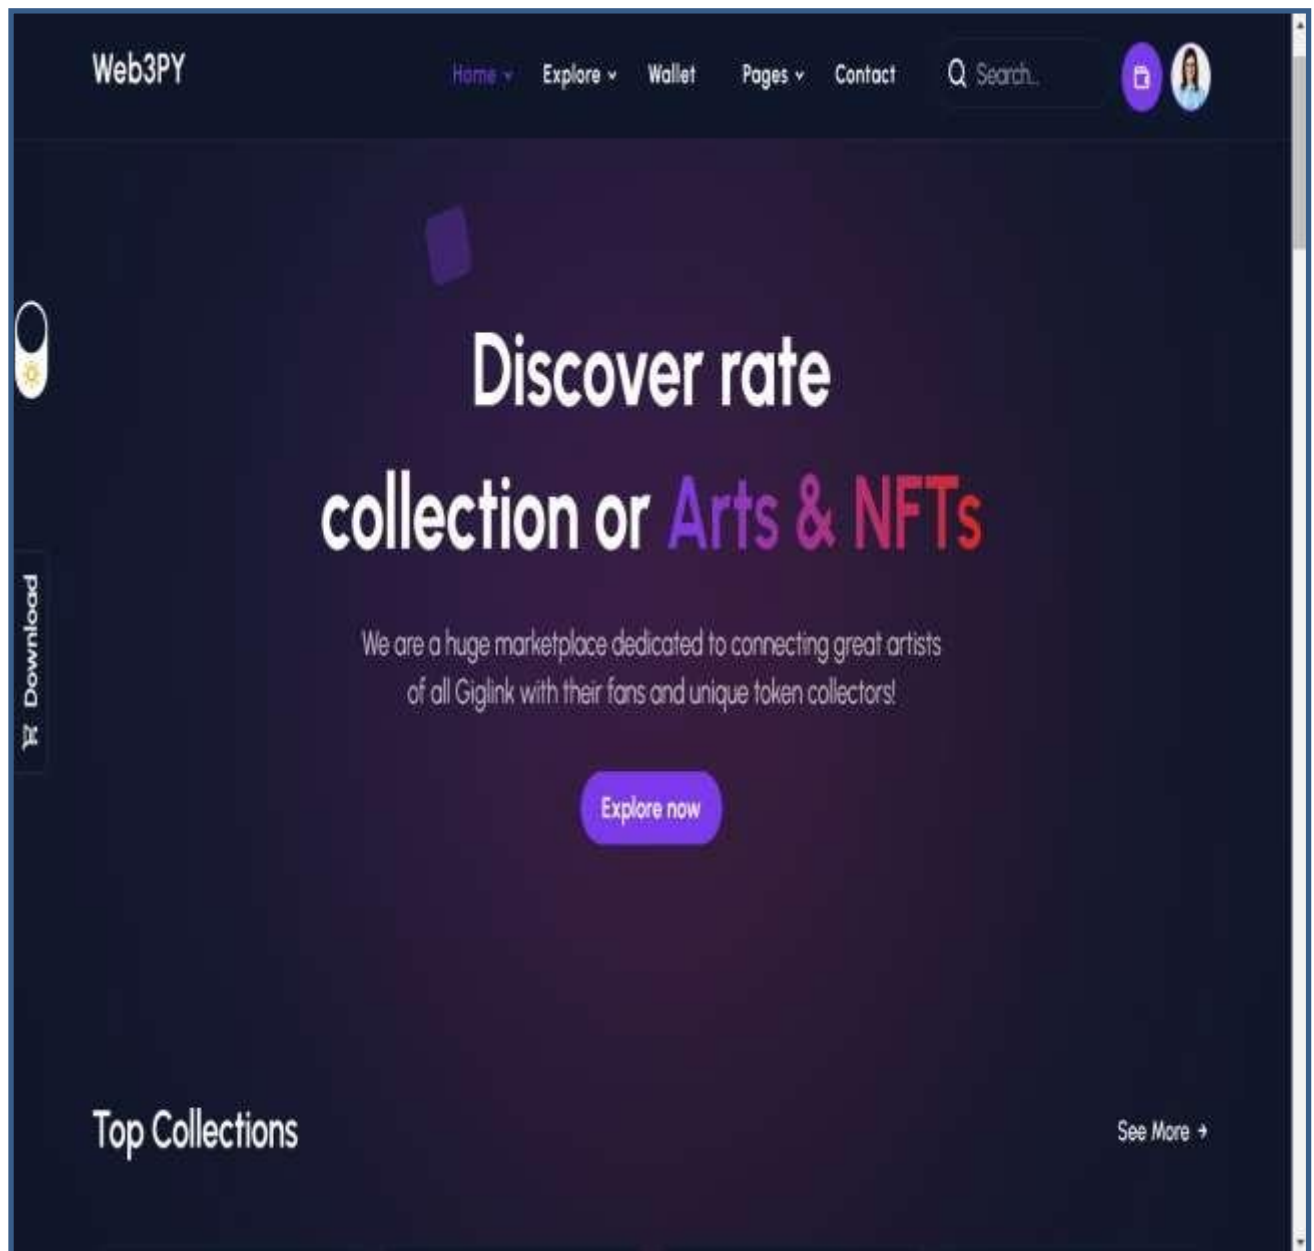 Web3PY
Home Explore Wallet Pages Contact Search...
Discover rate
collection or Arts & NFTs
We are a huge marketplace dedicated to connecting great artists
of all Giglink with their fans and unique token collectors!
Download
Explore now
Top Collections
See More →